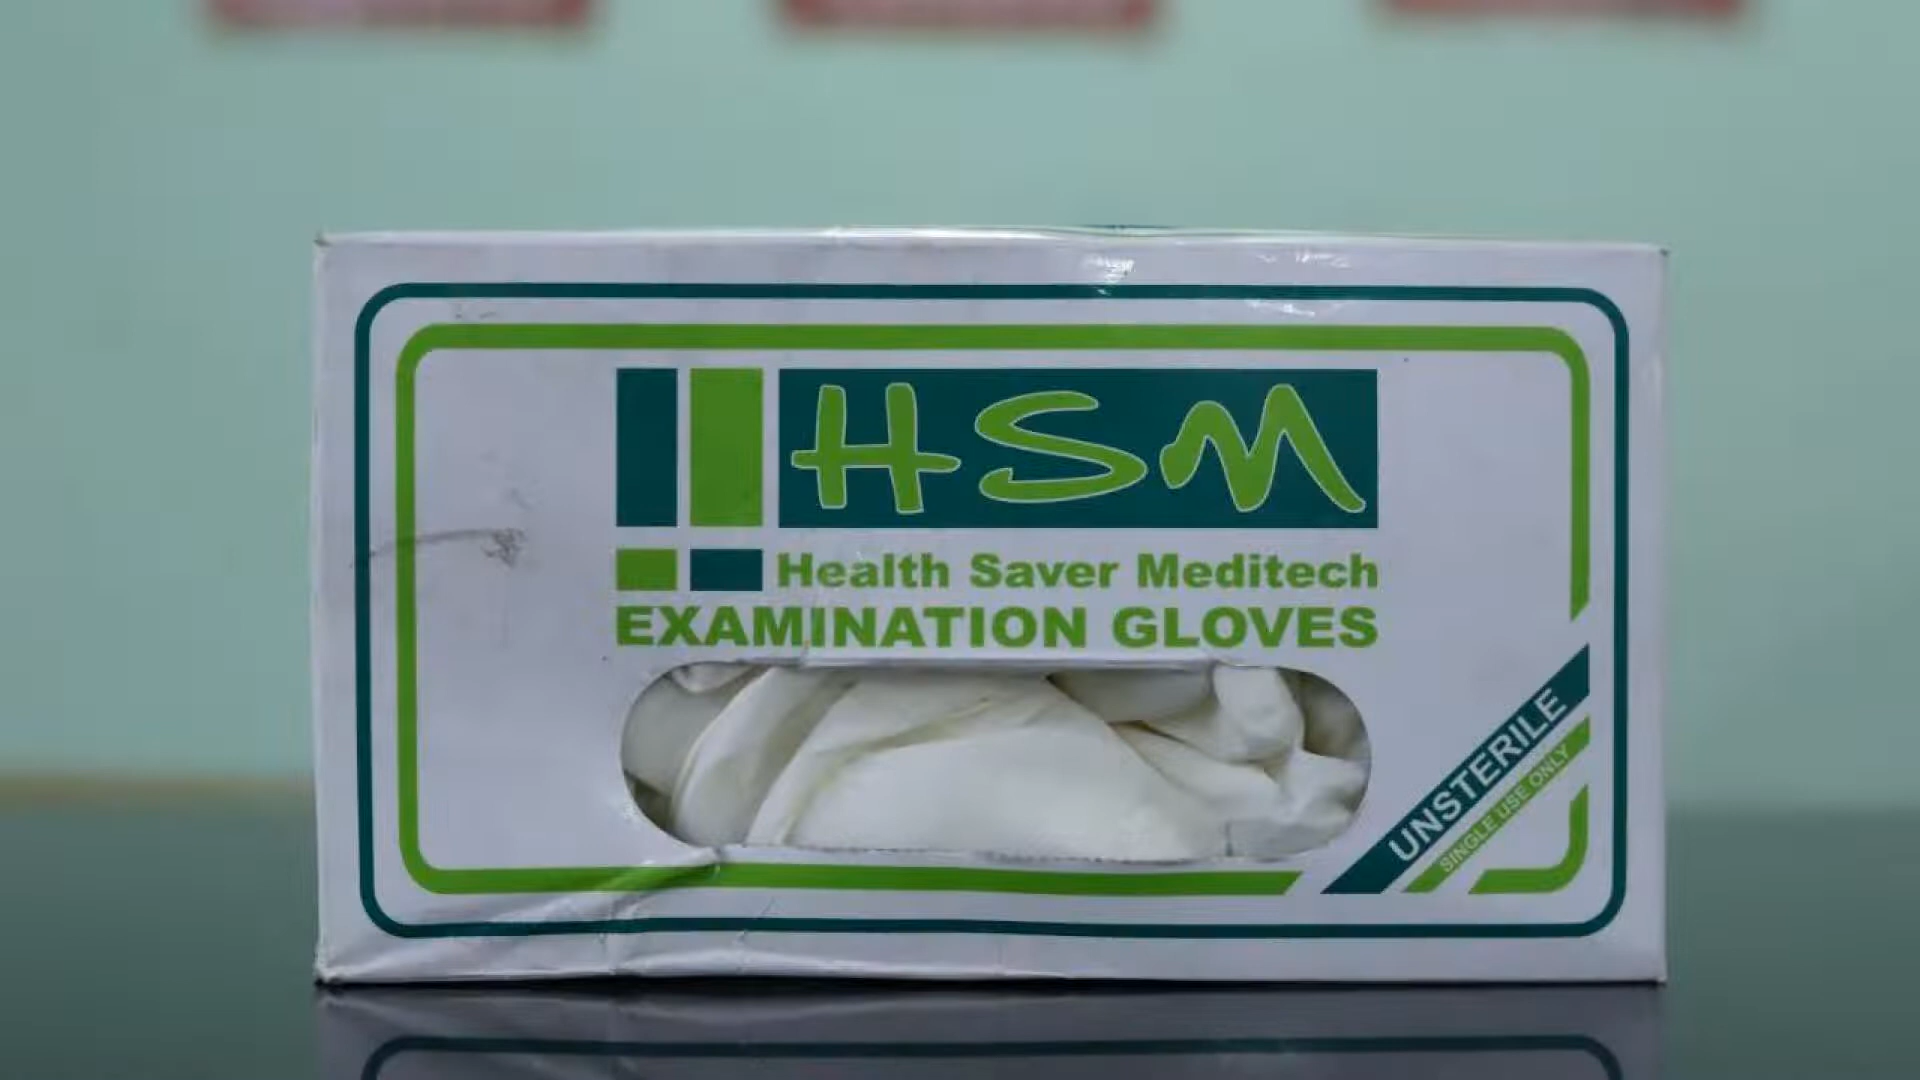 HSM
Health Saver Meditech
EXAMINATION GLOVES
UNSTERILE
SINGLE USE ONLY